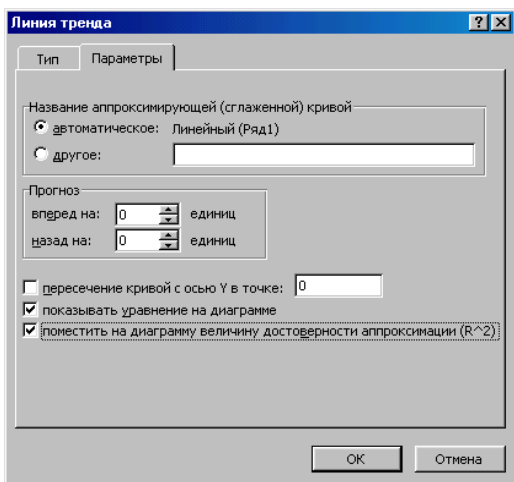 Линия тренда
Тип Параметры
Название аппроксимирующей (сглаженной) кривой
автоматическое: Линейный (Ряд1)
другое:
Прогноз
вперед на: 0 единиц
назад на: 0 единиц
пересечение кривой с осью Y в точке: 0
показывать уравнение на диаграмме
поместить на диаграмму величину достоверности аппроксимации (R^2)
ОК Отмена